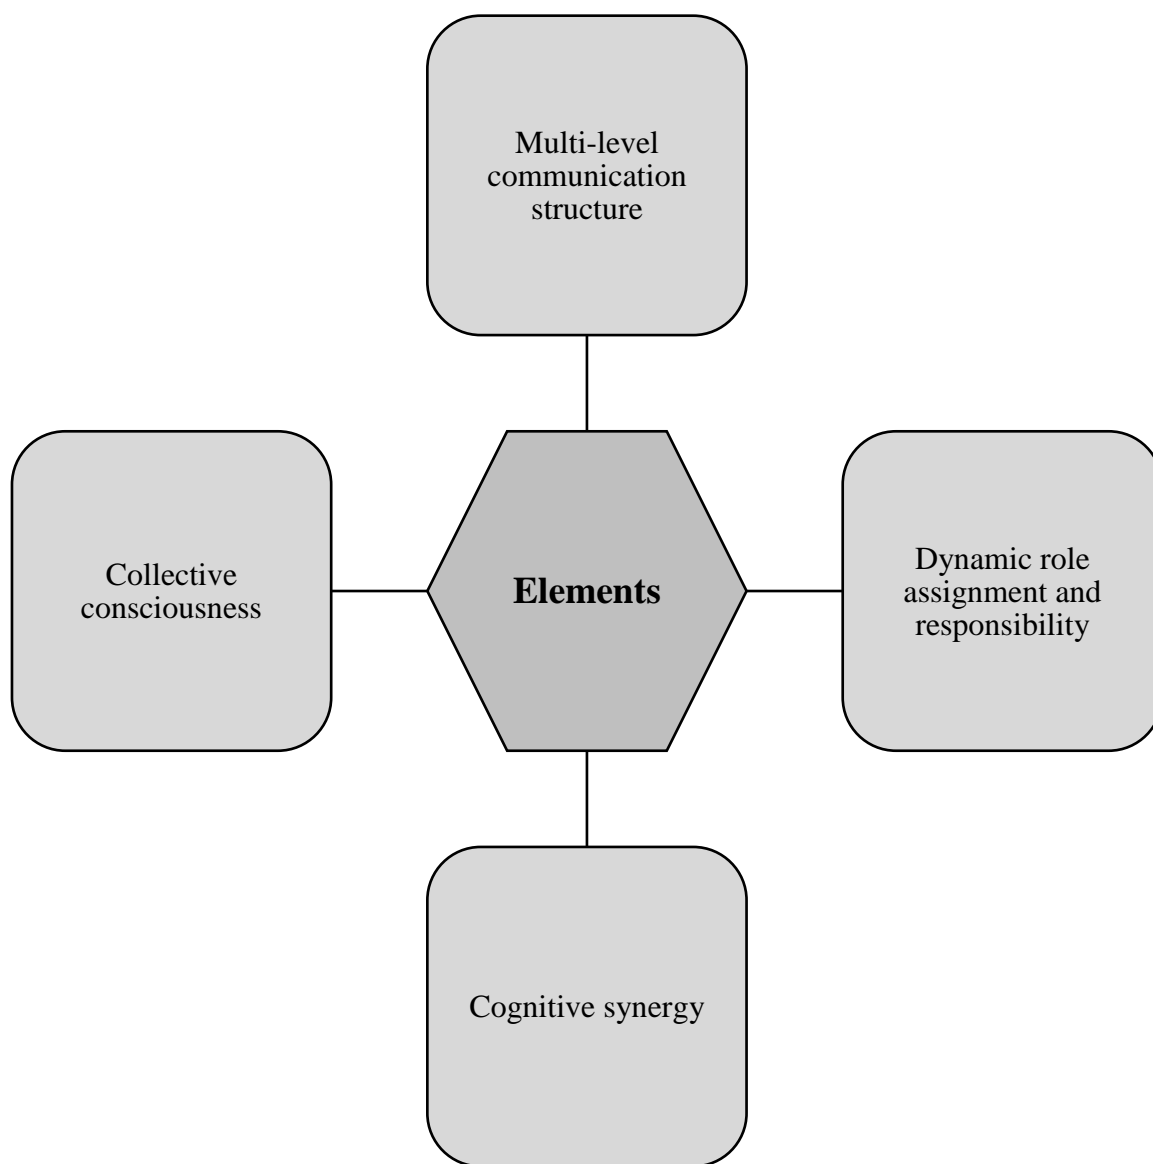 Multi-level
communication
structure
Collective
consciousness
Elements
Dynamic role
assignment and
responsibility
Cognitive synergy